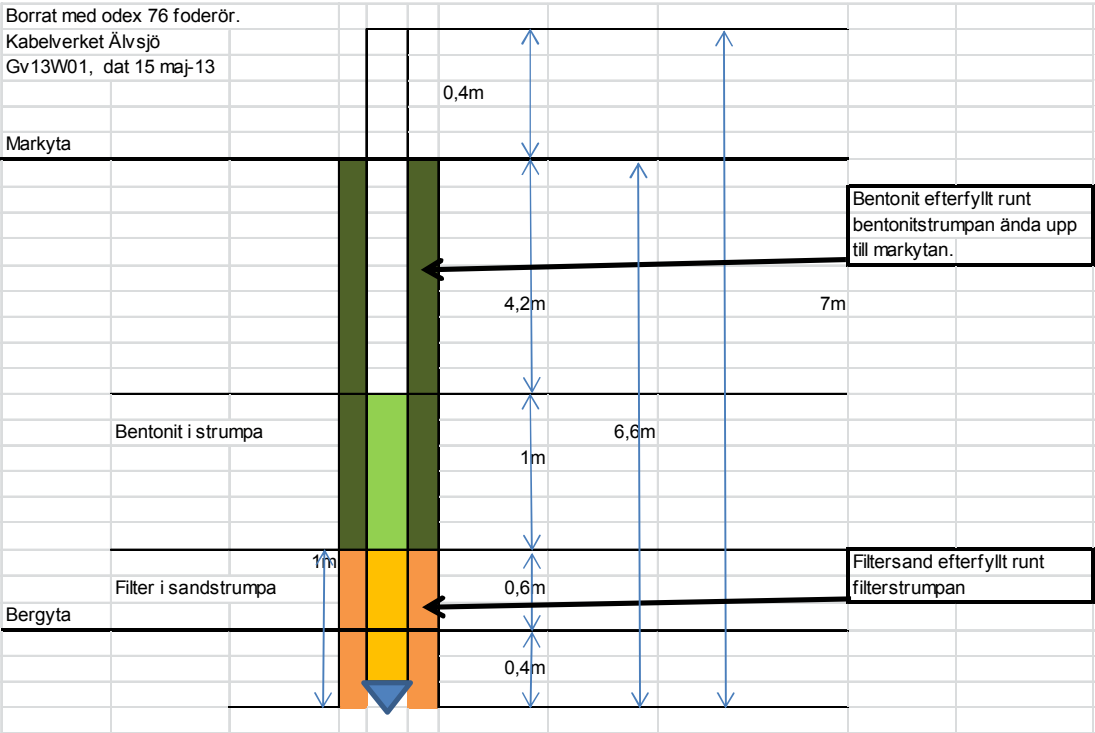 Borrat med odex 76 foderör.
Kabelverket Älvsjö
Gv13W01, dat 15 maj-13
0,4m
Markyta
Bentonit efterfyllt runt
bentonitstrumpan ända upp
till markytan.
4,2m
7m
Bentonit i strumpa
6,6m
1m
1m
Filter i sandstrumpa
0,6m
Filtersand efterfyllt runt
filterstrumpan
Bergyta
0,4m